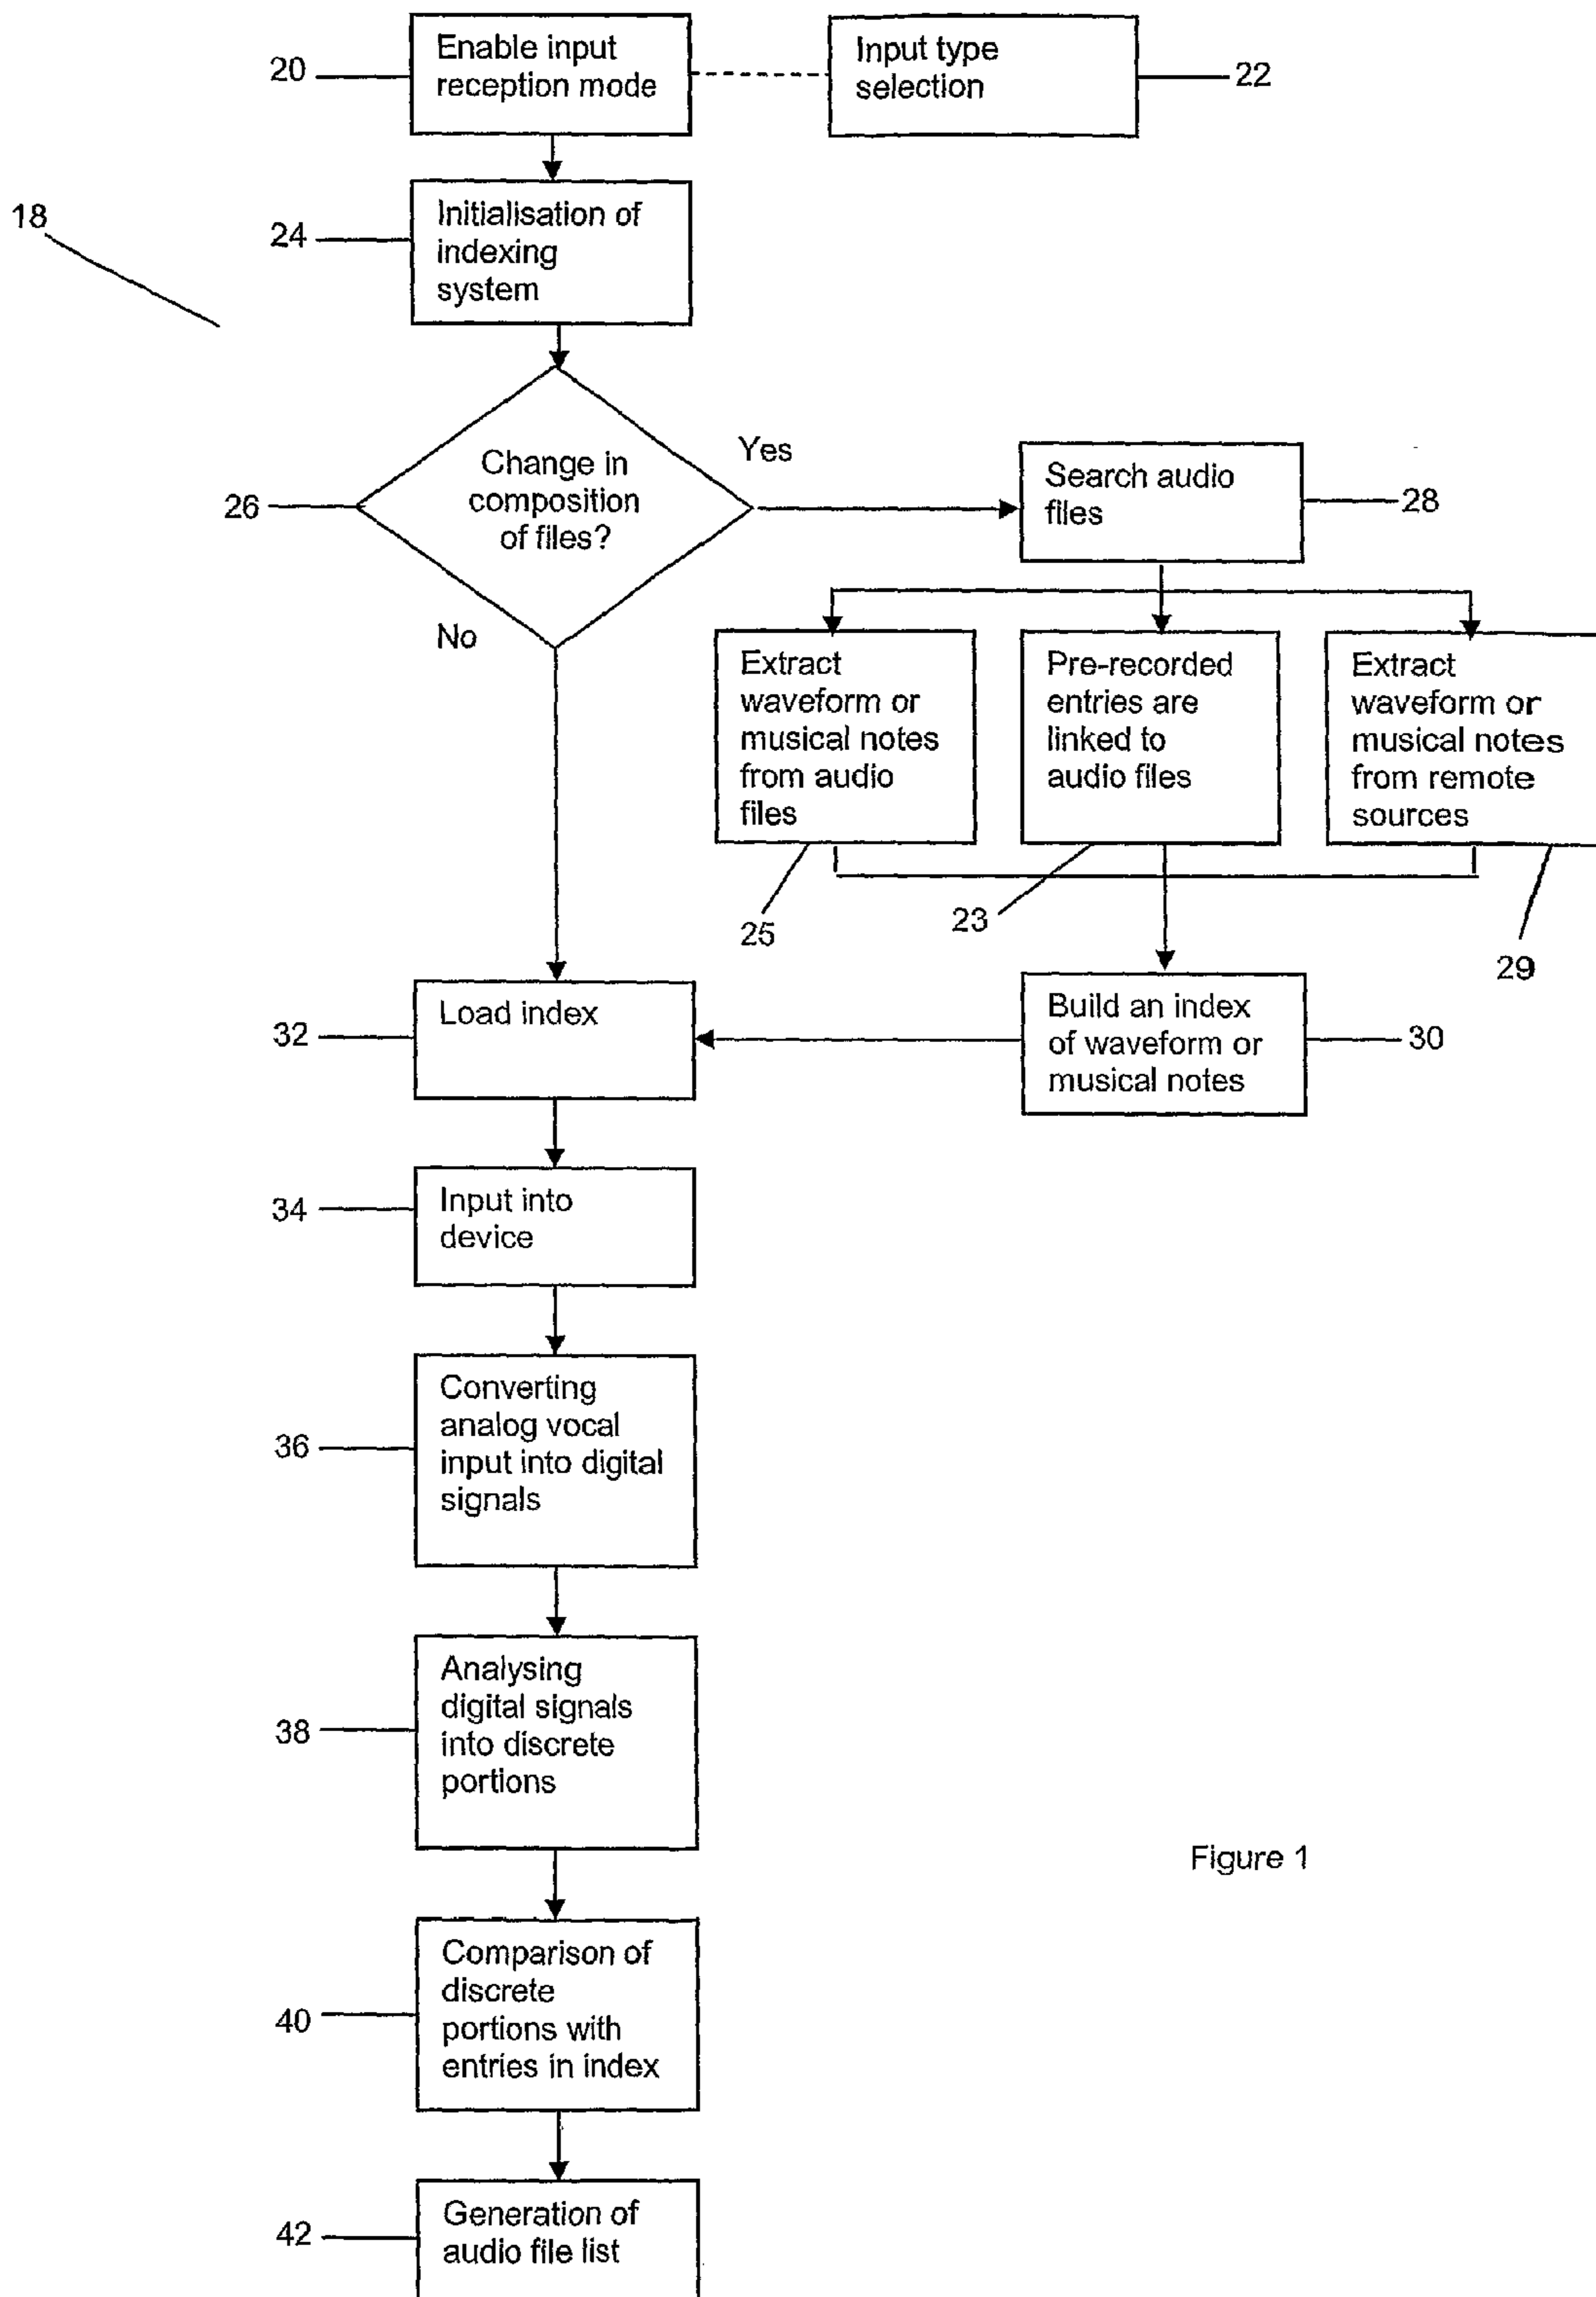 Enable input
reception mode
20
Input type
selection
22
18
24
Initialisation of
indexing
system
26
Change in
composition
of files?
Yes
No
Search audio
files
28
Extract
waveform or
musical notes
from audio
files
25
Pre-recorded
entries are
linked to
audio files
23
Extract
waveform or
musical notes
from remote
sources
29
32
Load index
Build an index
of waveform or
musical notes
30
34
Input into
device
36
Converting
analog vocal
input into digital
signals
38
Analysing
digital signals
into discrete
portions
Figure 1
40
Comparison of
discrete
portions with
entries in index
42
Generation of
audio file list